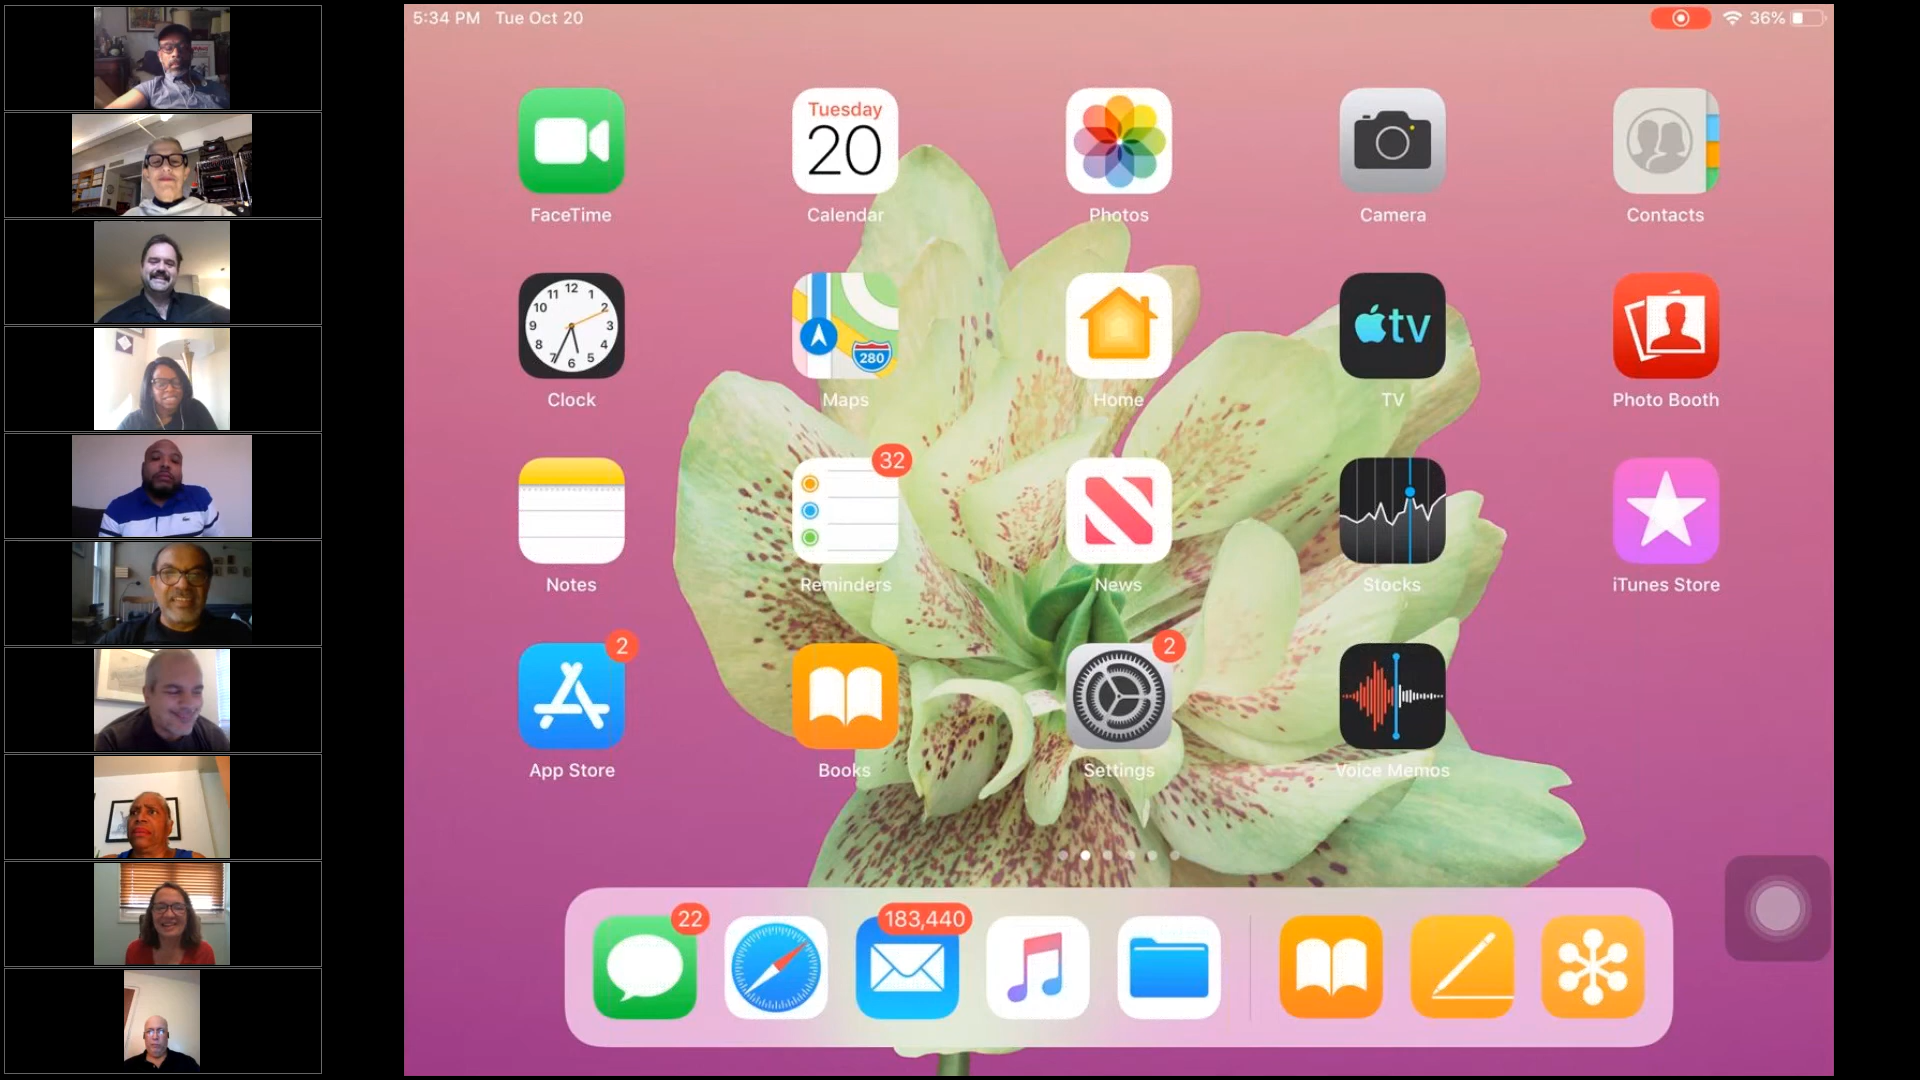 5:34 PM Tue Oct 20
36%
Tuesday
20
FaceTime
Calendar
Photos
Camera
Contacts
11 12 1
10 2
9 3
8 4
7 6 5
280
tv
Clock
Maps
Home
TV
Photo Booth
32
Notes
Reminders
News
Stocks
iTunes Store
2
2
App Store
Books
Settings
Voice Memos
22
183,440